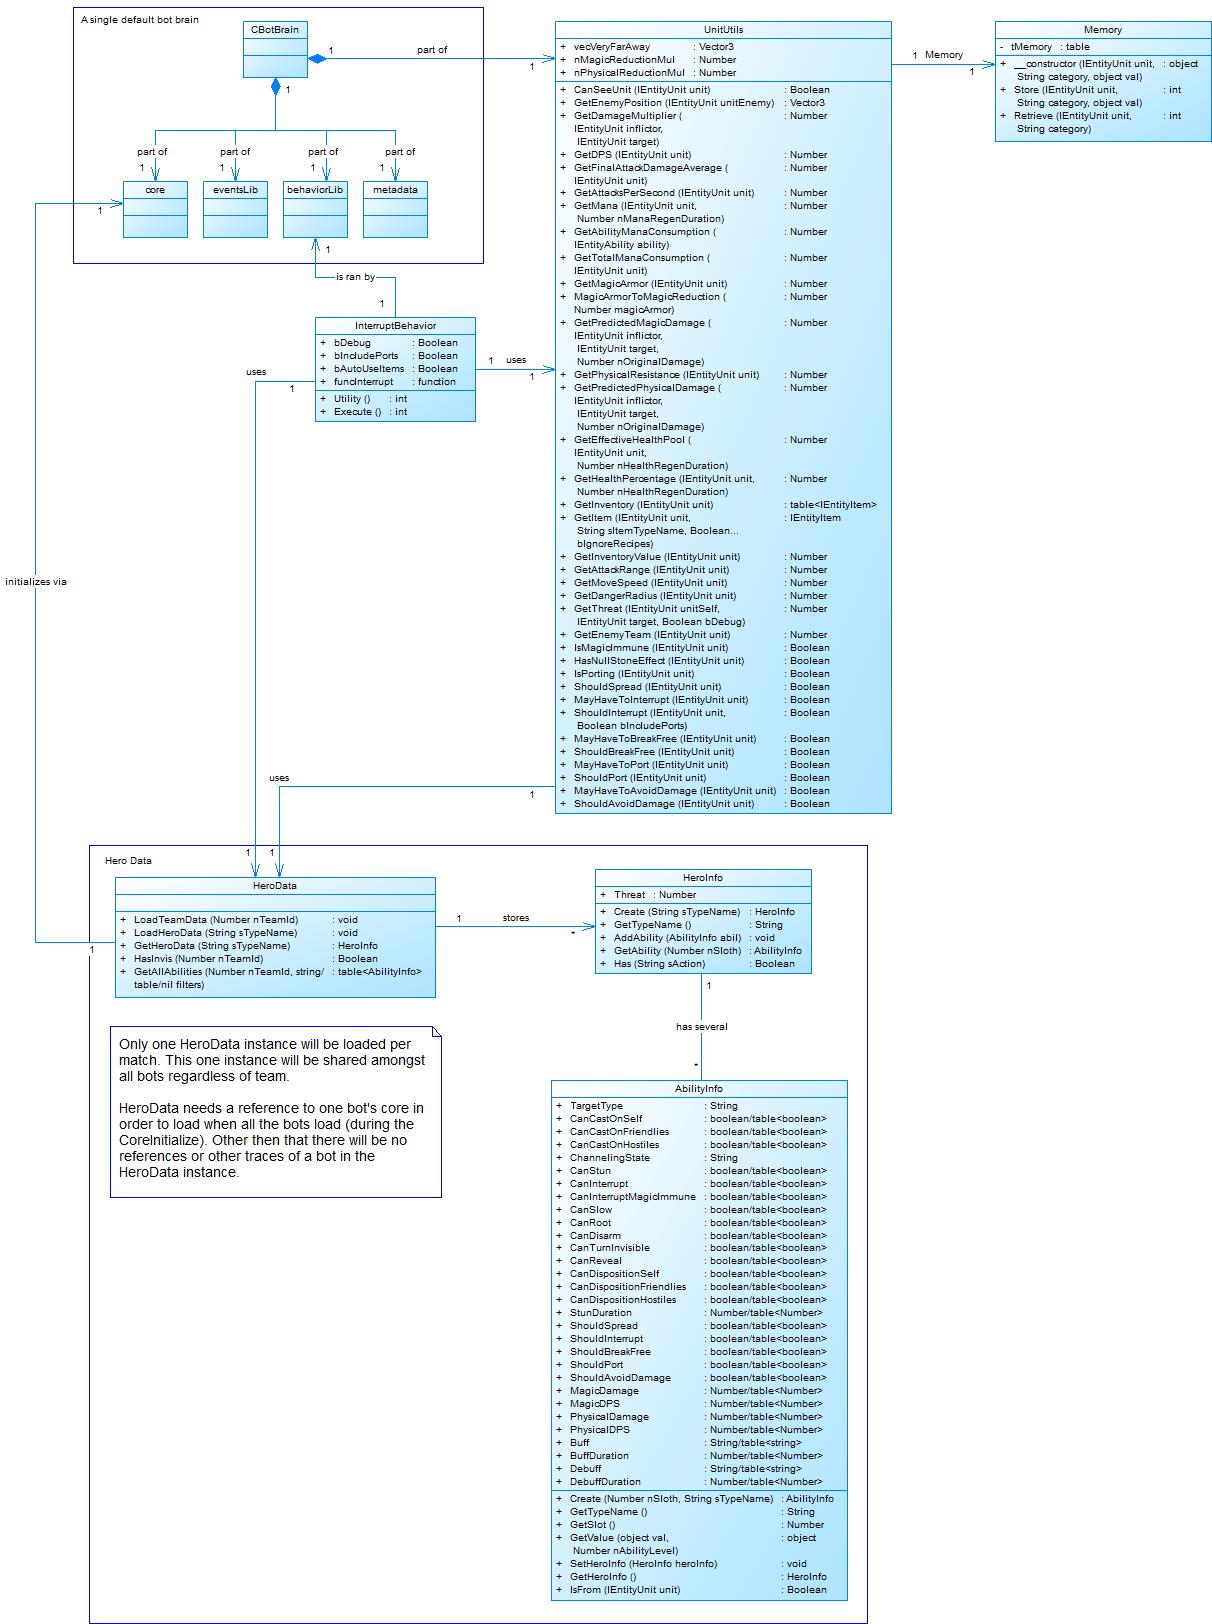 A single default bot brain
CBotBrain
1
part of
1
1
part of
part of
part of
part of
1
1
1
1
core
eventsLib
behaviorLib
metadata
1
1
is ran by
1
InterruptBehavior
+ bDebug : Boolean
+ bIncludePorts : Boolean
+ bAutoUseItems : Boolean
+ funcInterrupt : function
+ Utility () : int
+ Execute () : int
1 uses
1
uses
1
initializes via
UnitUtils
+ vecVeryFarAway : Vector3
+ nMagicReductionMul : Number
+ nPhysicalReductionMul : Number
+ CanSeeUnit (IEntityUnit unit) : Boolean
+ GetEnemyPosition (IEntityUnit unitEnemy) : Vector3
+ GetDamageMultiplier ( : Number
IEntityUnit inflictor,
IEntityUnit target)
+ GetDPS (IEntityUnit unit) : Number
+ GetFinalAttackDamageAverage ( : Number
IEntityUnit unit)
+ GetAttacksPerSecond (IEntityUnit unit) : Number
+ GetMana (IEntityUnit unit, : Number
Number nManaRegenDuration)
+ GetAbilityManaConsumption ( : Number
IEntityAbility ability)
+ GetTotalManaConsumption ( : Number
IEntityUnit unit)
+ GetMagicArmor (IEntityUnit unit) : Number
+ MagicArmorToMagicReduction ( : Number
Number magicArmor)
+ GetPredictedMagicDamage ( : Number
IEntityUnit inflictor,
IEntityUnit target,
Number nOriginalDamage)
+ GetPhysicalResistance (IEntityUnit unit) : Number
+ GetPredictedPhysicalDamage ( : Number
IEntityUnit inflictor,
IEntityUnit target,
Number nOriginalDamage)
+ GetEffectiveHealthPool ( : Number
IEntityUnit unit,
Number nHealthRegenDuration)
+ GetHealthPercentage (IEntityUnit unit, : Number
Number nHealthRegenDuration)
+ GetInventory (IEntityUnit unit) : table<IEntityItem>
+ GetItem (IEntityUnit unit, : IEntityItem
String sItemTypeName, Boolean...
bIgnoreRecipes)
+ GetInventoryValue (IEntityUnit unit) : Number
+ GetAttackRange (IEntityUnit unit) : Number
+ GetMoveSpeed (IEntityUnit unit) : Number
+ GetDangerRadius (IEntityUnit unit) : Number
+ GetThreat (IEntityUnit unitSelf, : Number
IEntityUnit target, Boolean bDebug)
+ GetEnemyTeam (IEntityUnit unit) : Number
+ IsMagicImmune (IEntityUnit unit) : Boolean
+ HasNullStoneEffect (IEntityUnit unit) : Boolean
+ IsPorting (IEntityUnit unit) : Boolean
+ ShouldSpread (IEntityUnit unit) : Boolean
+ MayHaveToInterrupt (IEntityUnit unit) : Boolean
+ ShouldInterrupt (IEntityUnit unit, : Boolean
Boolean bIncludePorts)
+ MayHaveToBreakFree (IEntityUnit unit) : Boolean
+ ShouldBreakFree (IEntityUnit unit) : Boolean
+ MayHaveToPort (IEntityUnit unit) : Boolean
+ ShouldPort (IEntityUnit unit) : Boolean
+ MayHaveToAvoidDamage (IEntityUnit unit) : Boolean
+ ShouldAvoidDamage (IEntityUnit unit) : Boolean
1 Memory
1
Memory
- tMemory : table
+ __constructor (IEntityUnit unit, : object
String category, object val)
+ Store (IEntityUnit unit, : int
String category, object val)
+ Retrieve (IEntityUnit unit, : int
String category)
uses
1
1
1
Hero Data
HeroData
+ LoadTeamData (Number nTeamId) : void
+ LoadHeroData (String sTypeName) : void
+ GetHeroData (String sTypeName) : HeroInfo
+ HasInvis (Number nTeamId) : Boolean
+ GetAllAbilities (Number nTeamId, string/ : table<AbilityInfo>
table/nil filters)
1
1 stores
*
HeroInfo
+ Threat : Number
+ Create (String sTypeName) : HeroInfo
+ GetTypeName () : String
+ AddAbility (AbilityInfo abil) : void
+ GetAbility (Number nSloth) : AbilityInfo
+ Has (String sAction) : Boolean
1
has several
*
Only one HeroData instance will be loaded per
match. This one instance will be shared amongst
all bots regardless of team.
HeroData needs a reference to one bot's core in
order to load when all the bots load (during the
CoreInitialize). Other then that there will be no
references or other traces of a bot in the
HeroData instance.
AbilityInfo
+ TargetType : String
+ CanCastOnSelf : boolean/table<boolean>
+ CanCastOnFriendlies : boolean/table<boolean>
+ CanCastOnHostiles : boolean/table<boolean>
+ ChannelingState : String
+ CanStun : boolean/table<boolean>
+ CanInterrupt : boolean/table<boolean>
+ CanInterruptMagicImmune : boolean/table<boolean>
+ CanSlow : boolean/table<boolean>
+ CanRoot : boolean/table<boolean>
+ CanDisarm : boolean/table<boolean>
+ CanTurnInvisible : boolean/table<boolean>
+ CanReveal : boolean/table<boolean>
+ CanDispositionSelf : boolean/table<boolean>
+ CanDispositionFriendlies : boolean/table<boolean>
+ CanDispositionHostiles : boolean/table<boolean>
+ StunDuration : Number/table<Number>
+ ShouldSpread : boolean/table<boolean>
+ ShouldInterrupt : boolean/table<boolean>
+ ShouldBreakFree : boolean/table<boolean>
+ ShouldPort : boolean/table<boolean>
+ ShouldAvoidDamage : boolean/table<boolean>
+ MagicDamage : Number/table<Number>
+ MagicDPS : Number/table<Number>
+ PhysicalDamage : Number/table<Number>
+ PhysicalDPS : Number/table<Number>
+ Buff : String/table<string>
+ BuffDuration : Number/table<Number>
+ Debuff : String/table<string>
+ DebuffDuration : Number/table<Number>
+ Create (Number nSloth, String sTypeName) : AbilityInfo
+ GetTypeName () : String
+ GetSlot () : Number
+ GetValue (object val, : object
Number nAbilityLevel)
+ SetHeroInfo (HeroInfo heroInfo) : void
+ GetHeroInfo () : HeroInfo
+ IsFrom (IEntityUnit unit) : Boolean